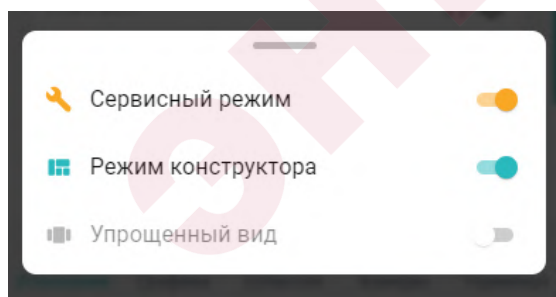 Сервисный режим
Режим конструктора
Упрощенный вид